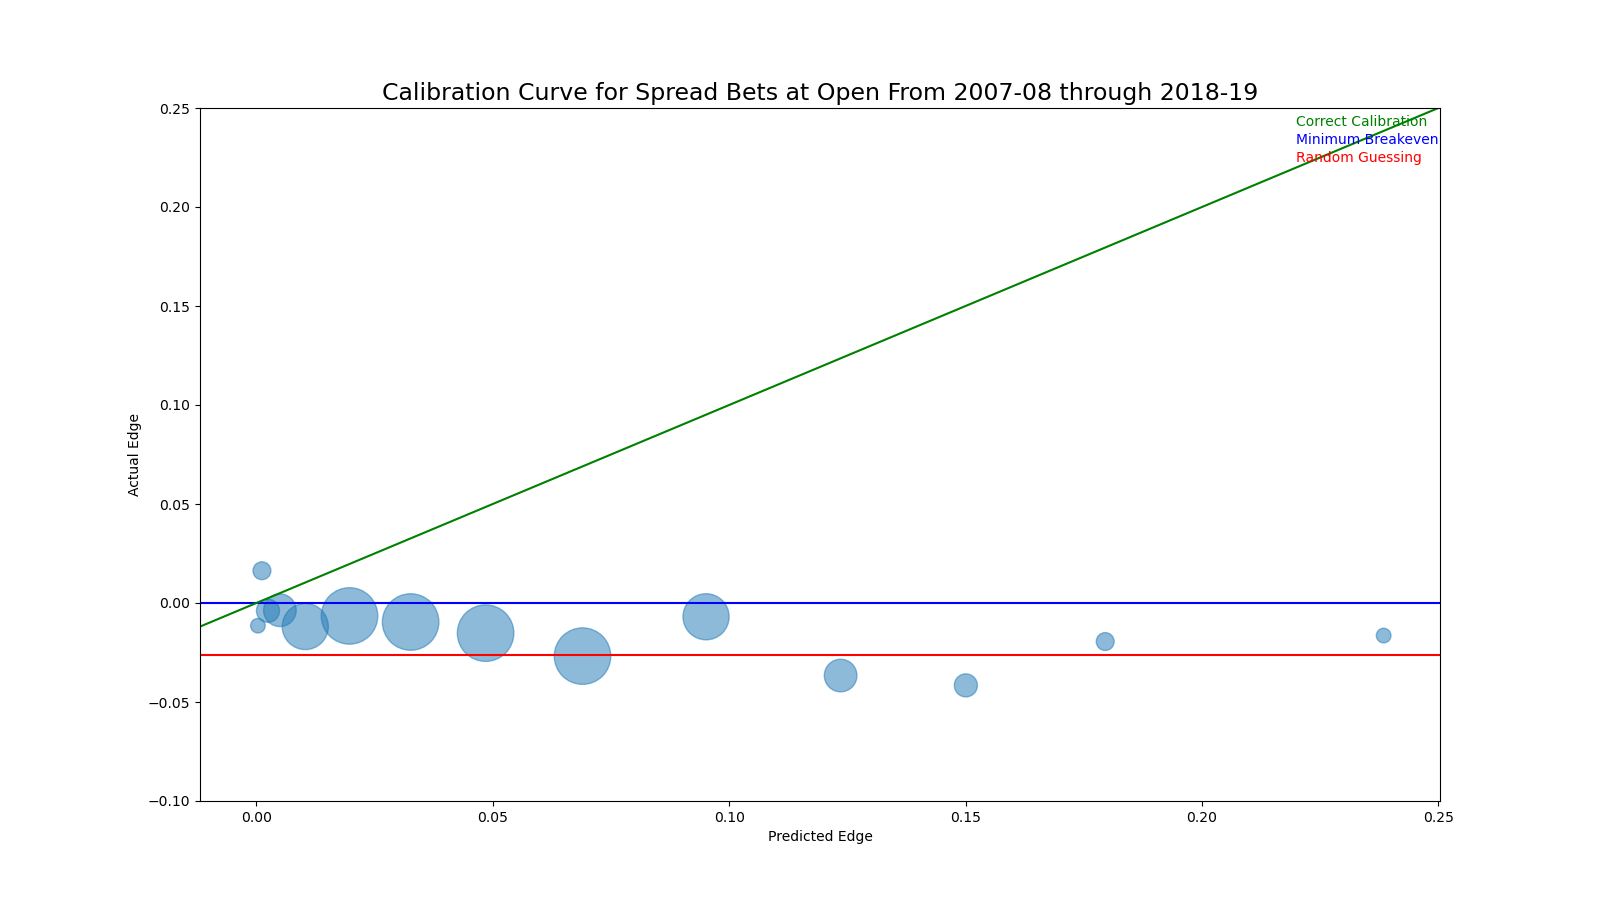 Calibration Curve for Spread Bets at Open From 2007-08 through 2018-19
0.25
Correct Calibration
Minimum Breakeven
Random Guessing
0.20
0.15
0.10
Actual Edge
0.05
0.00
−0.05
−0.10
0.00 0.05 0.10 0.15 0.20 0.25
Predicted Edge